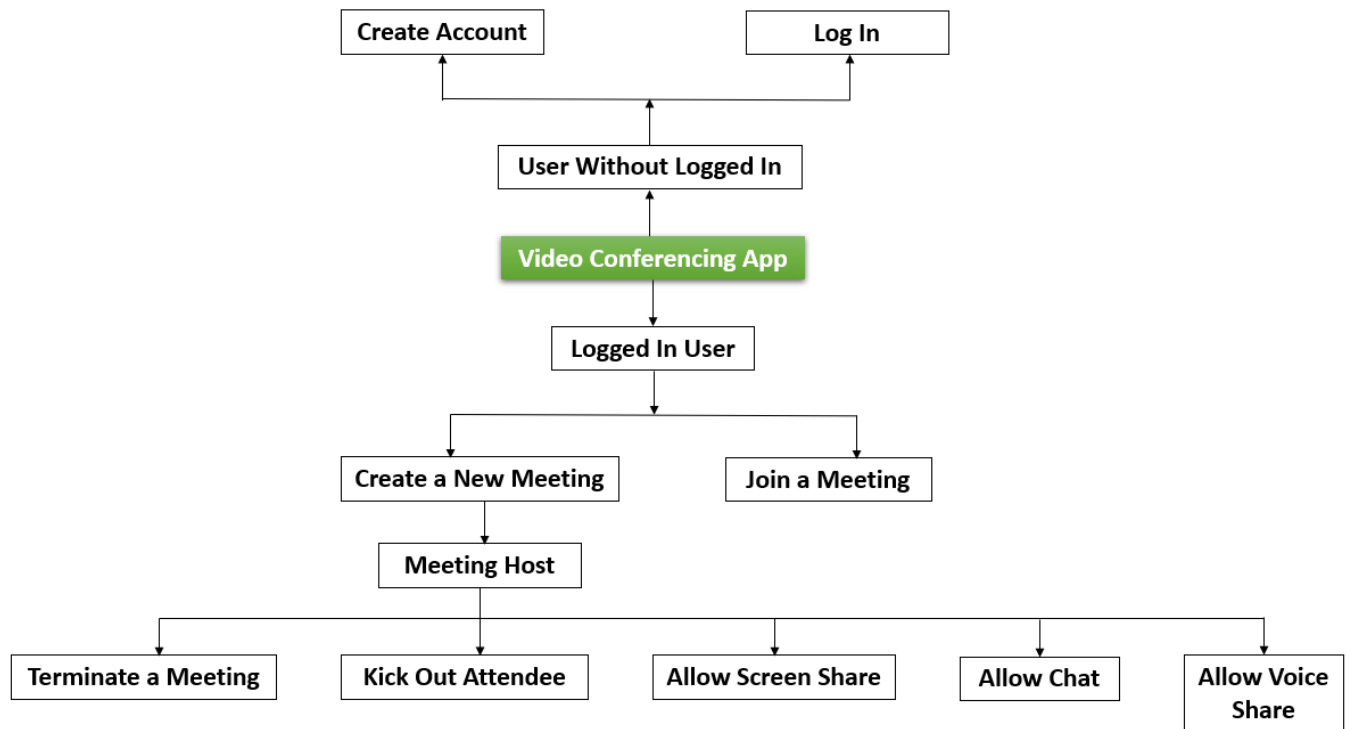 Create Account
Log In
User Without Logged In
Video Conferencing App
Logged In User
Create a New Meeting
Join a Meeting
Meeting Host
Terminate a Meeting
Kick Out Attendee
Allow Screen Share
Allow Chat
Allow Voice
Share